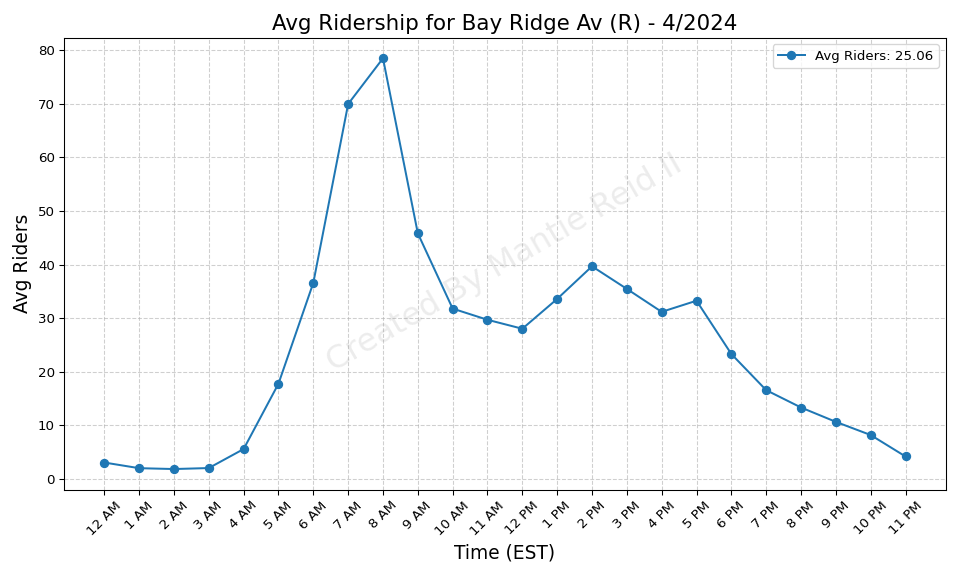 Avg Ridership for Bay Ridge Av (R) - 4/2024
Avg Riders: 25.06
80
70
60
50
40
30
20
10
0
Avg Riders
Created By Mantie Reid II
12 AM
1 AM
2 AM
3 AM
4 AM
5 AM
6 AM
7 AM
8 AM
9 AM
10 AM
11 AM
12 PM
1 PM
2 PM
3 PM
4 PM
5 PM
6 PM
7 PM
8 PM
9 PM
10 PM
11 PM
Time (EST)